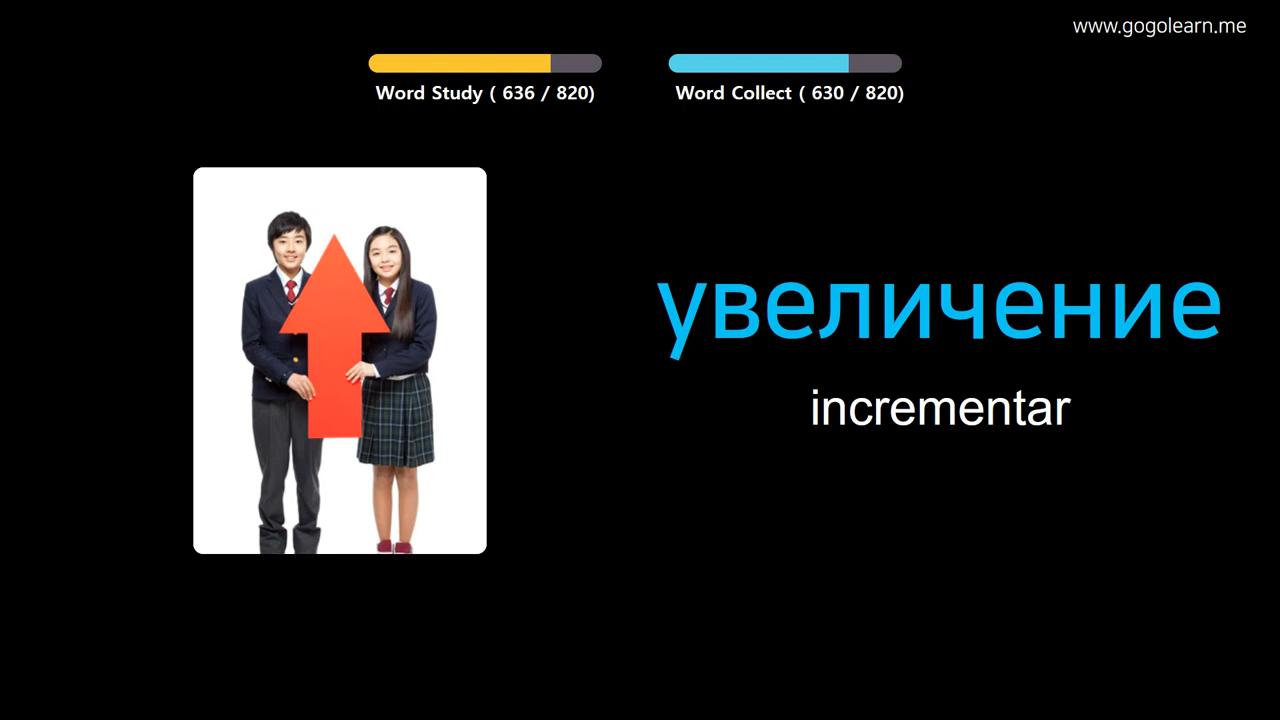 www.gogolearn.me
Word Study ( 636 / 820)
Word Collect ( 630 / 820)
увеличение
incrementar